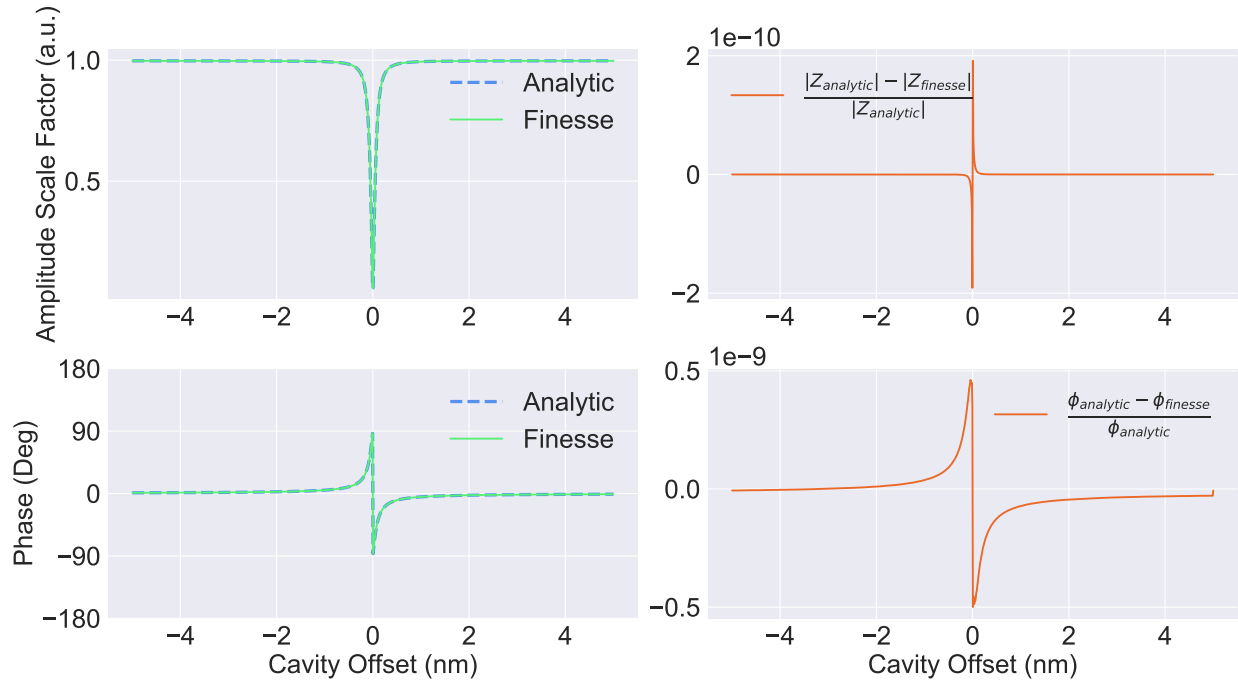 Amplitude Scale Factor (a.u.)
1.0
0.5
Analytic
Finesse
−4 −2 0 2 4
1e−10
2
0
−2
|Z_analytic| − |Z_finesse|
|Z_analytic|
−4 −2 0 2 4
Phase (Deg)
180
90
0
−90
−180
Analytic
Finesse
−4 −2 0 2 4
Cavity Offset (nm)
1e−9
0.5
0.0
−0.5
ϕ_analytic − ϕ_finesse
ϕ_analytic
−4 −2 0 2 4
Cavity Offset (nm)